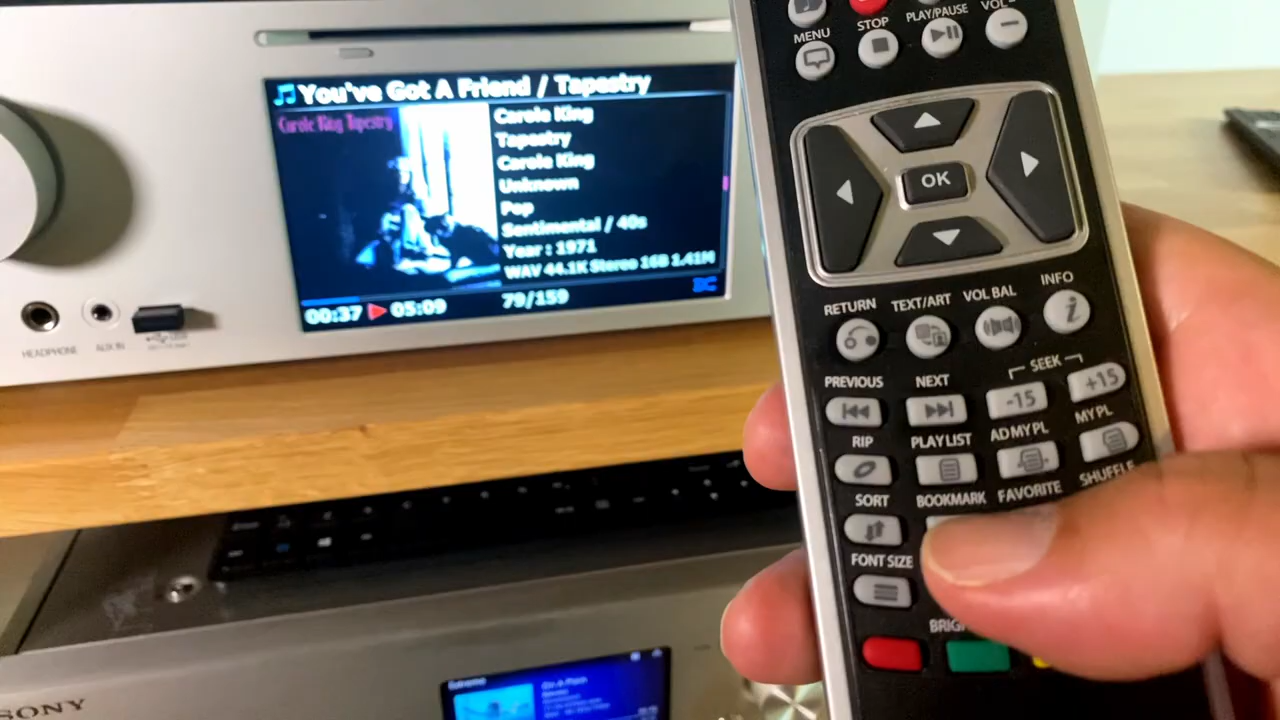 You've Got A Friend / Tapestry
Carole King Tapestry
Carole King
Tapestry
Carole King
Unknown
Pop
Sentimental / 40s
Year : 1971
WAV 44.1K Stereo 16B 1.41M
00:37
05:09
79/159
HEADPHONE
AUX IN
SONY
Extreme
MENU
STOP
PLAY/PAUSE
VOL
OK
RETURN
TEXT/ART
VOL BAL
INFO
i
SEEK
PREVIOUS
NEXT
-15
+15
RIP
PLAYLIST
AD MY PL
MY PL
SORT
BOOKMARK
FAVORITE
SHUFFLE
FONT SIZE